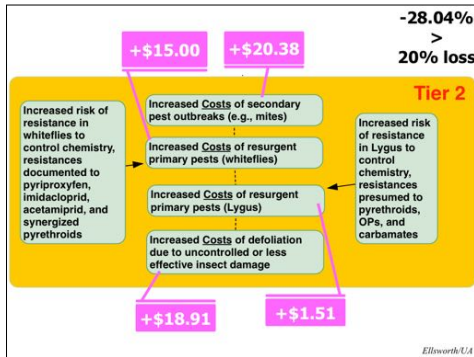 -28.04%
>
20% loss
+$15.00
+$20.38
Tier 2
Increased risk of
resistance in
whiteflies to
control chemistry,
resistances
documented to
pyriproxyfen,
imidacloprid,
acetamiprid, and
synergized
pyrethroids
Increased Costs of secondary
pest outbreaks (e.g., mites)
Increased Costs of resurgent
primary pests (whiteflies)
Increased Costs of resurgent
primary pests (Lygus)
Increased Costs of defoliation
due to uncontrolled or less
effective insect damage
Increased risk
of resistance
in Lygus to
control
chemistry,
resistances
presumed to
pyrethroids,
OPs, and
carbamates
+$18.91
+$1.51
Ellsworth/UA